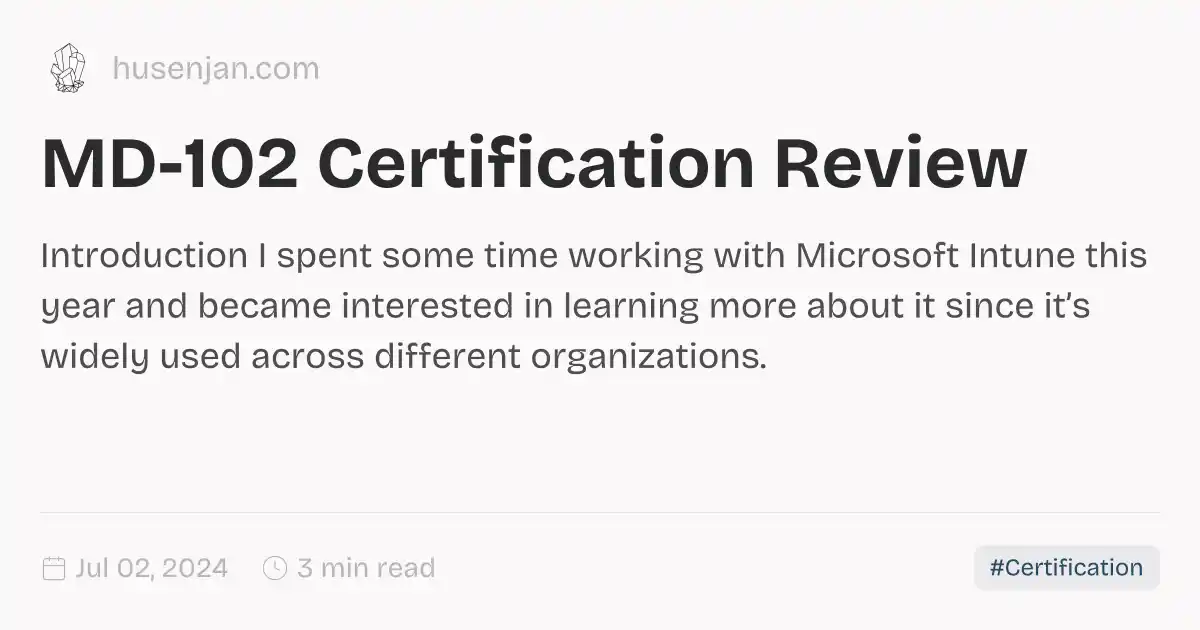 husenjan.com
MD-102 Certification Review
Introduction I spent some time working with Microsoft Intune this
year and became interested in learning more about it since it’s
widely used across different organizations.
Jul 02, 2024
3 min read
#Certification